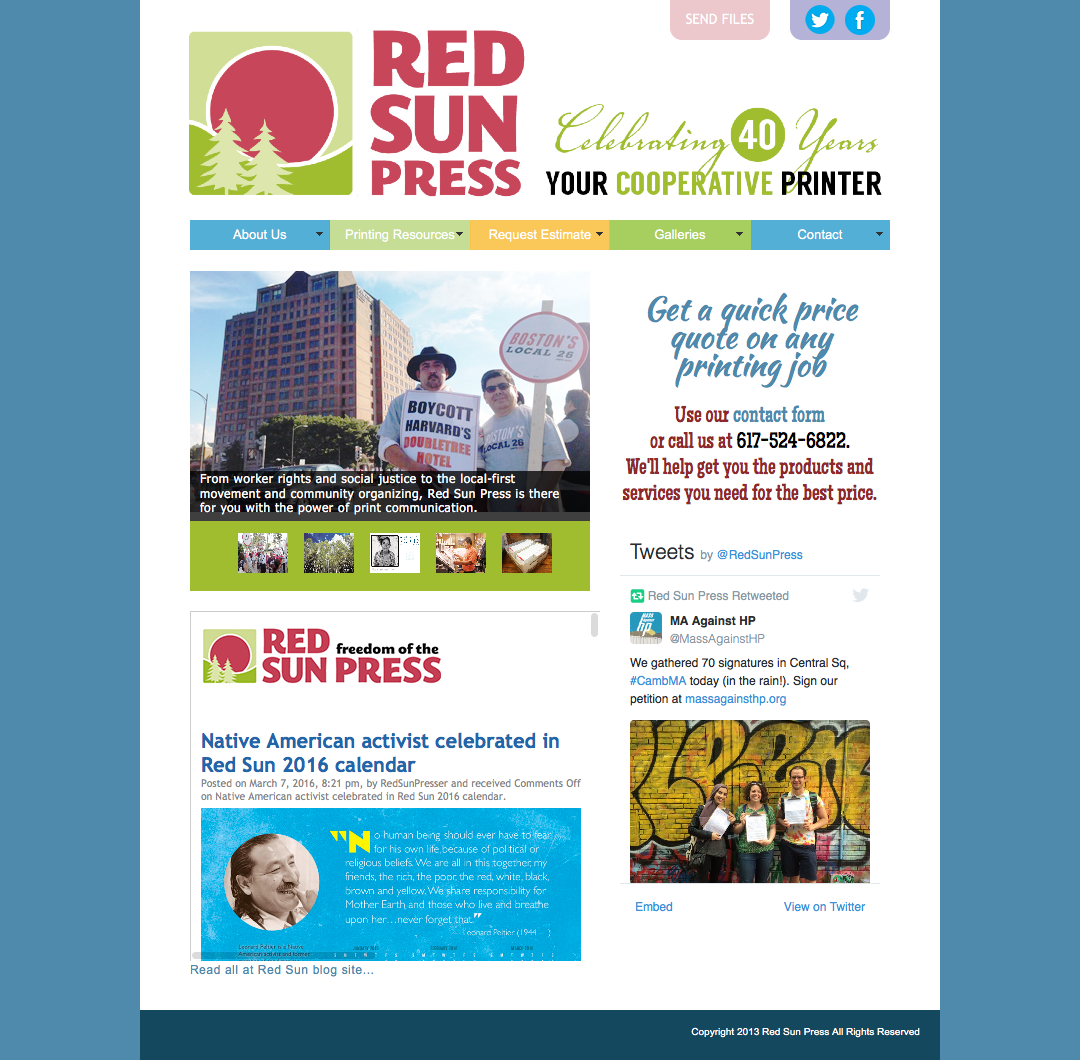 SEND FILES
RED
SUN
PRESS
Celebrating 40 Years
YOUR COOPERATIVE PRINTER
About Us
Printing Resources
Request Estimate
Galleries
Contact
BOSTON'S
LOCAL 26
BOYCOTT
HARVARD'S
DOUBLETREE
HOTEL
BOSTON'S
LOCAL 26
From worker rights and social justice to the local-first
movement and community organizing, Red Sun Press is there
for you with the power of print communication.
Get a quick price
quote on any
printing job
Use our contact form
or call us at 617-524-6822.
We'll help get you the products and
services you need for the best price.
Tweets by @RedSunPress
Red Sun Press Retweeted
MA Against HP
@MassAgainstHP
We gathered 70 signatures in Central Sq,
#CambMA today (in the rain!). Sign our
petition at massagainsthp.org
Embed
View on Twitter
RED
SUN PRESS
freedom of the
Native American activist celebrated in
Red Sun 2016 calendar
Posted on March 7, 2016, 8:21 pm, by RedSunPresser and received Comments Off
on Native American activist celebrated in Red Sun 2016 calendar.
"No human being should ever have to fear
for his own life, because of political or
religious beliefs. We are all in this together, my
friends, the rich, the poor, the red, white, black,
brown and yellow. We share responsibility for
Mother Earth and those who live and breathe
upon her…never forget that."
Leonard Peltier (1944 )
Leonard Peltier is a Native
American activist and former
Read all at Red Sun blog site...
Copyright 2013 Red Sun Press All Rights Reserved